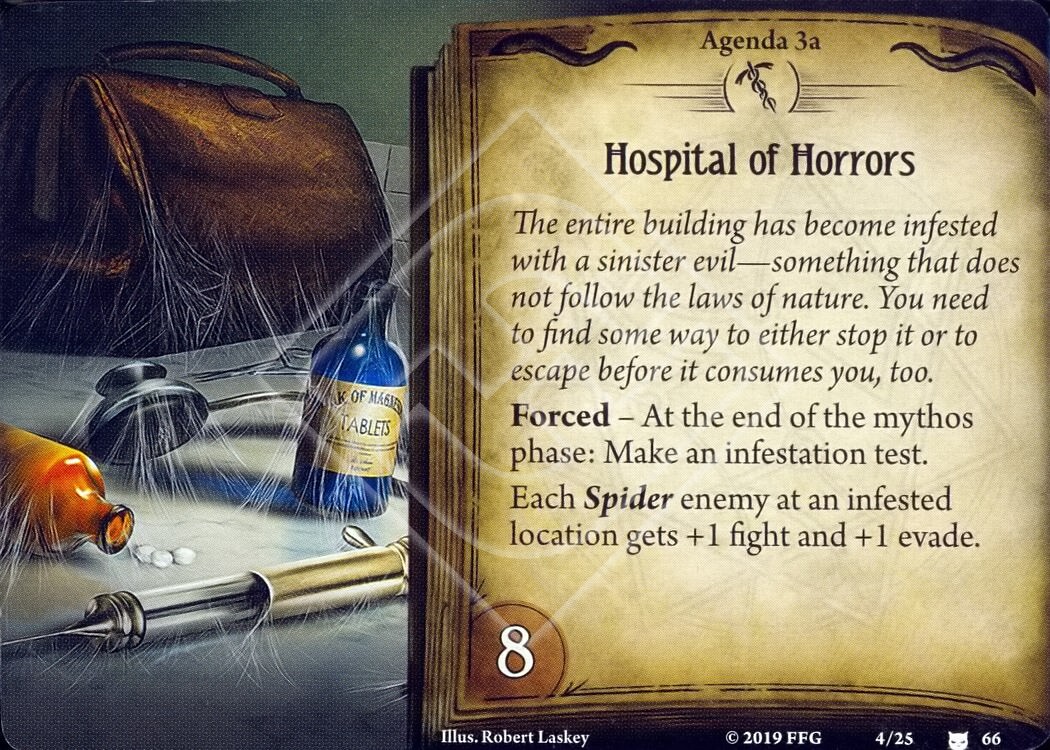 Agenda 3a
Hospital of Horrors
The entire building has become infested
with a sinister evil—something that does
not follow the laws of nature. You need
to find some way to either stop it or to
escape before it consumes you, too.
Forced – At the end of the mythos
phase: Make an infestation test.
Each Spider enemy at an infested
location gets +1 fight and +1 evade.
8
OF MAGNE
TABLETS
Illus. Robert Laskey
© 2019 FFG
4/25
66